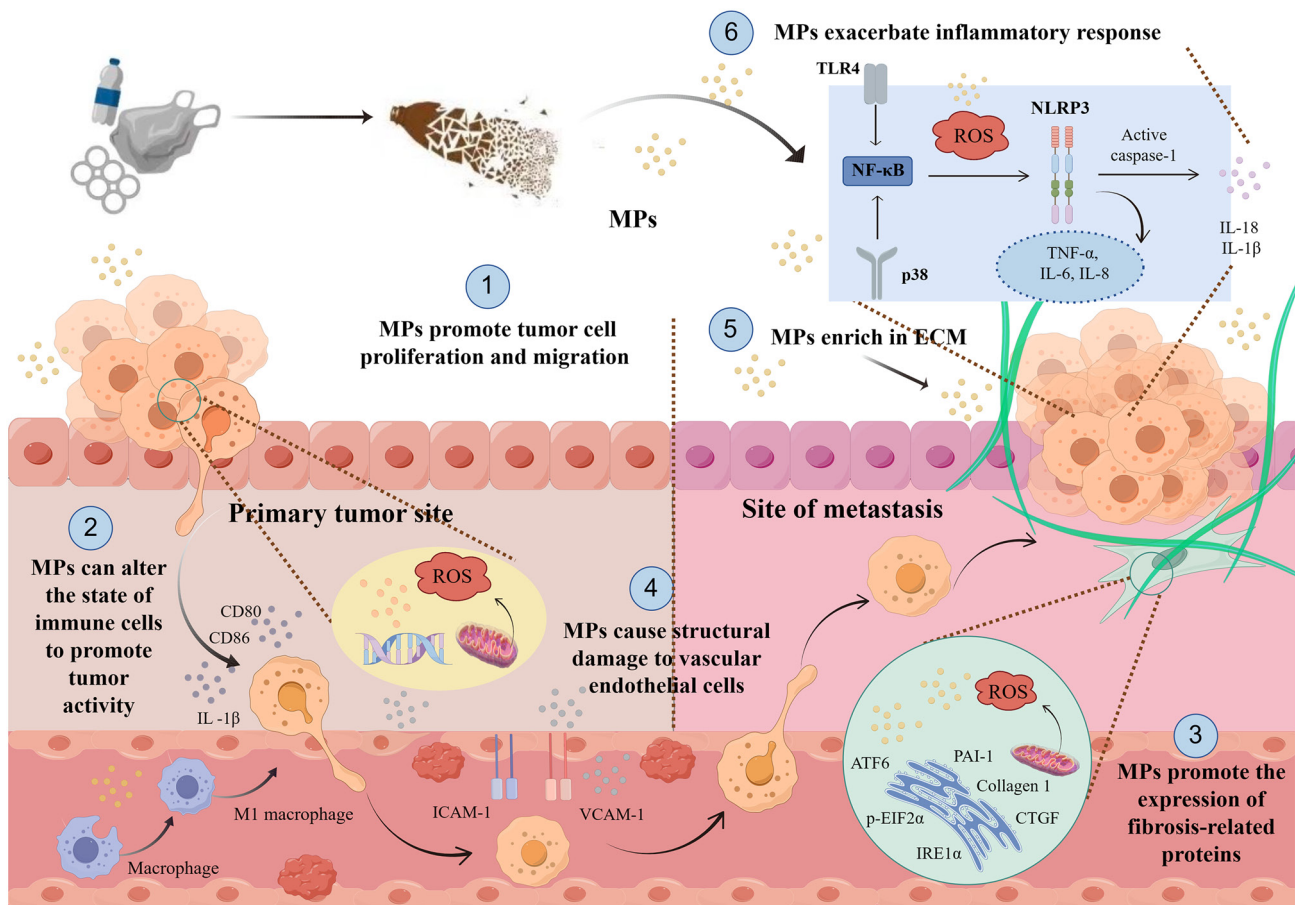 6
MPs exacerbate inflammatory response
TLR4
ROS
NLRP3
Active
caspase-1
NF-κB
IL-18
IL-1β
TNF-α,
IL-6, IL-8
p38
MPs
1
MPs promote tumor cell
proliferation and migration
5
MPs enrich in ECM
Primary tumor site
Site of metastasis
2
MPs can alter
the state of
immune cells
to promote
tumor
activity
CD80
CD86
IL -1β
ROS
4
MPs cause structural
damage to vascular
endothelial cells
M1 macrophage
Macrophage
ICAM-1
VCAM-1
ROS
ATF6
PAI-1
Collagen 1
p-EIF2α
CTGF
IRE1α
3
MPs promote the
expression of
fibrosis-related
proteins